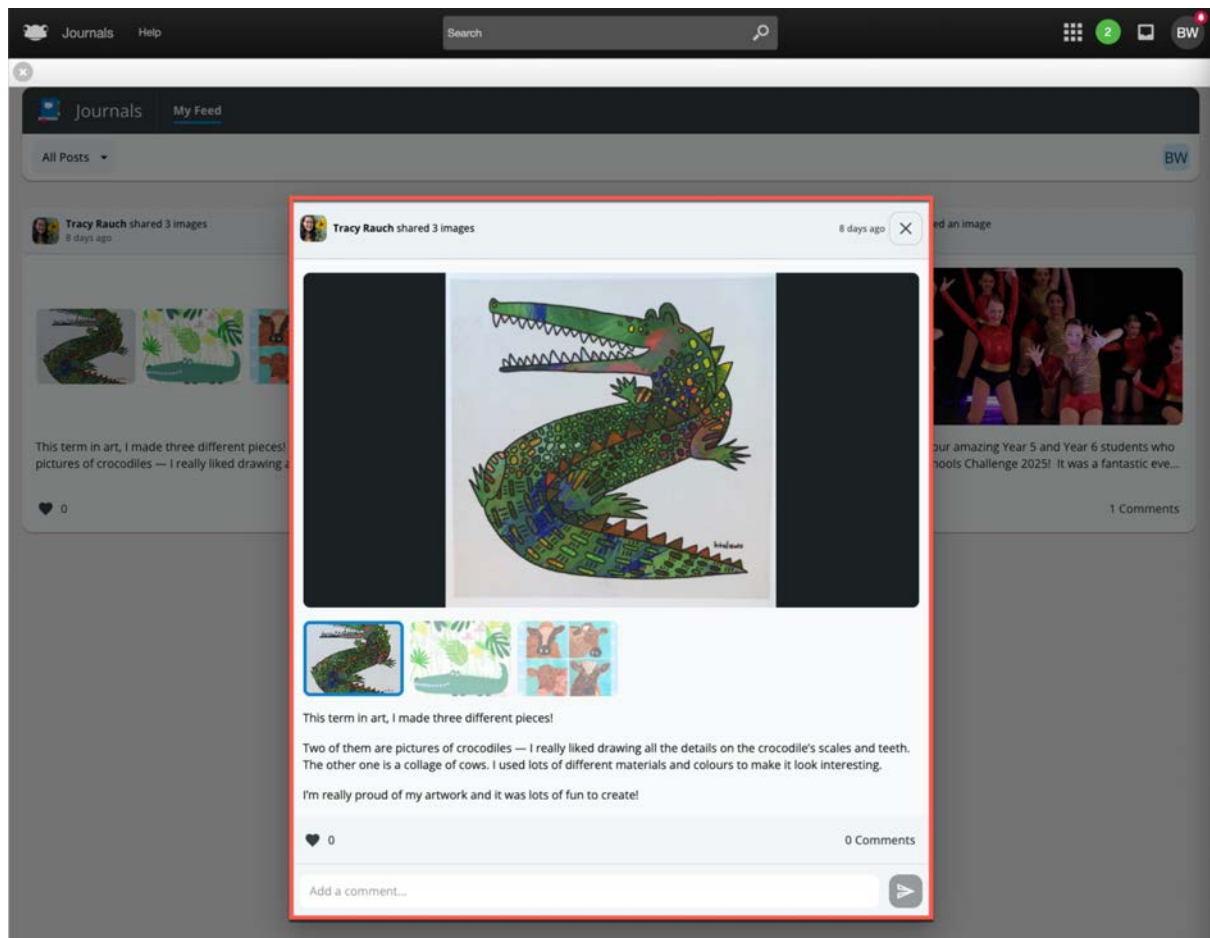 Journals Help Search 2 BW
Journals My Feed
All Posts BW
Tracy Rauch shared 3 images
8 days ago
This term in art, I made three different pieces!
pictures of crocodiles — I really liked drawing
0
Tracy Rauch shared 3 images 8 days ago
This term in art, I made three different pieces!
Two of them are pictures of crocodiles — I really liked drawing all the details on the crocodile's scales and teeth.
The other one is a collage of cows. I used lots of different materials and colours to make it look interesting.
I'm really proud of my artwork and it was lots of fun to create!
0 0 Comments
Add a comment...
ed an image
our amazing Year 5 and Year 6 students who
hools Challenge 2025! It was a fantastic eve...
1 Comments